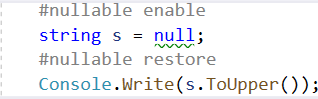 #nullable enable
string s = null;
#nullable restore
Console.Write(s.ToUpper());